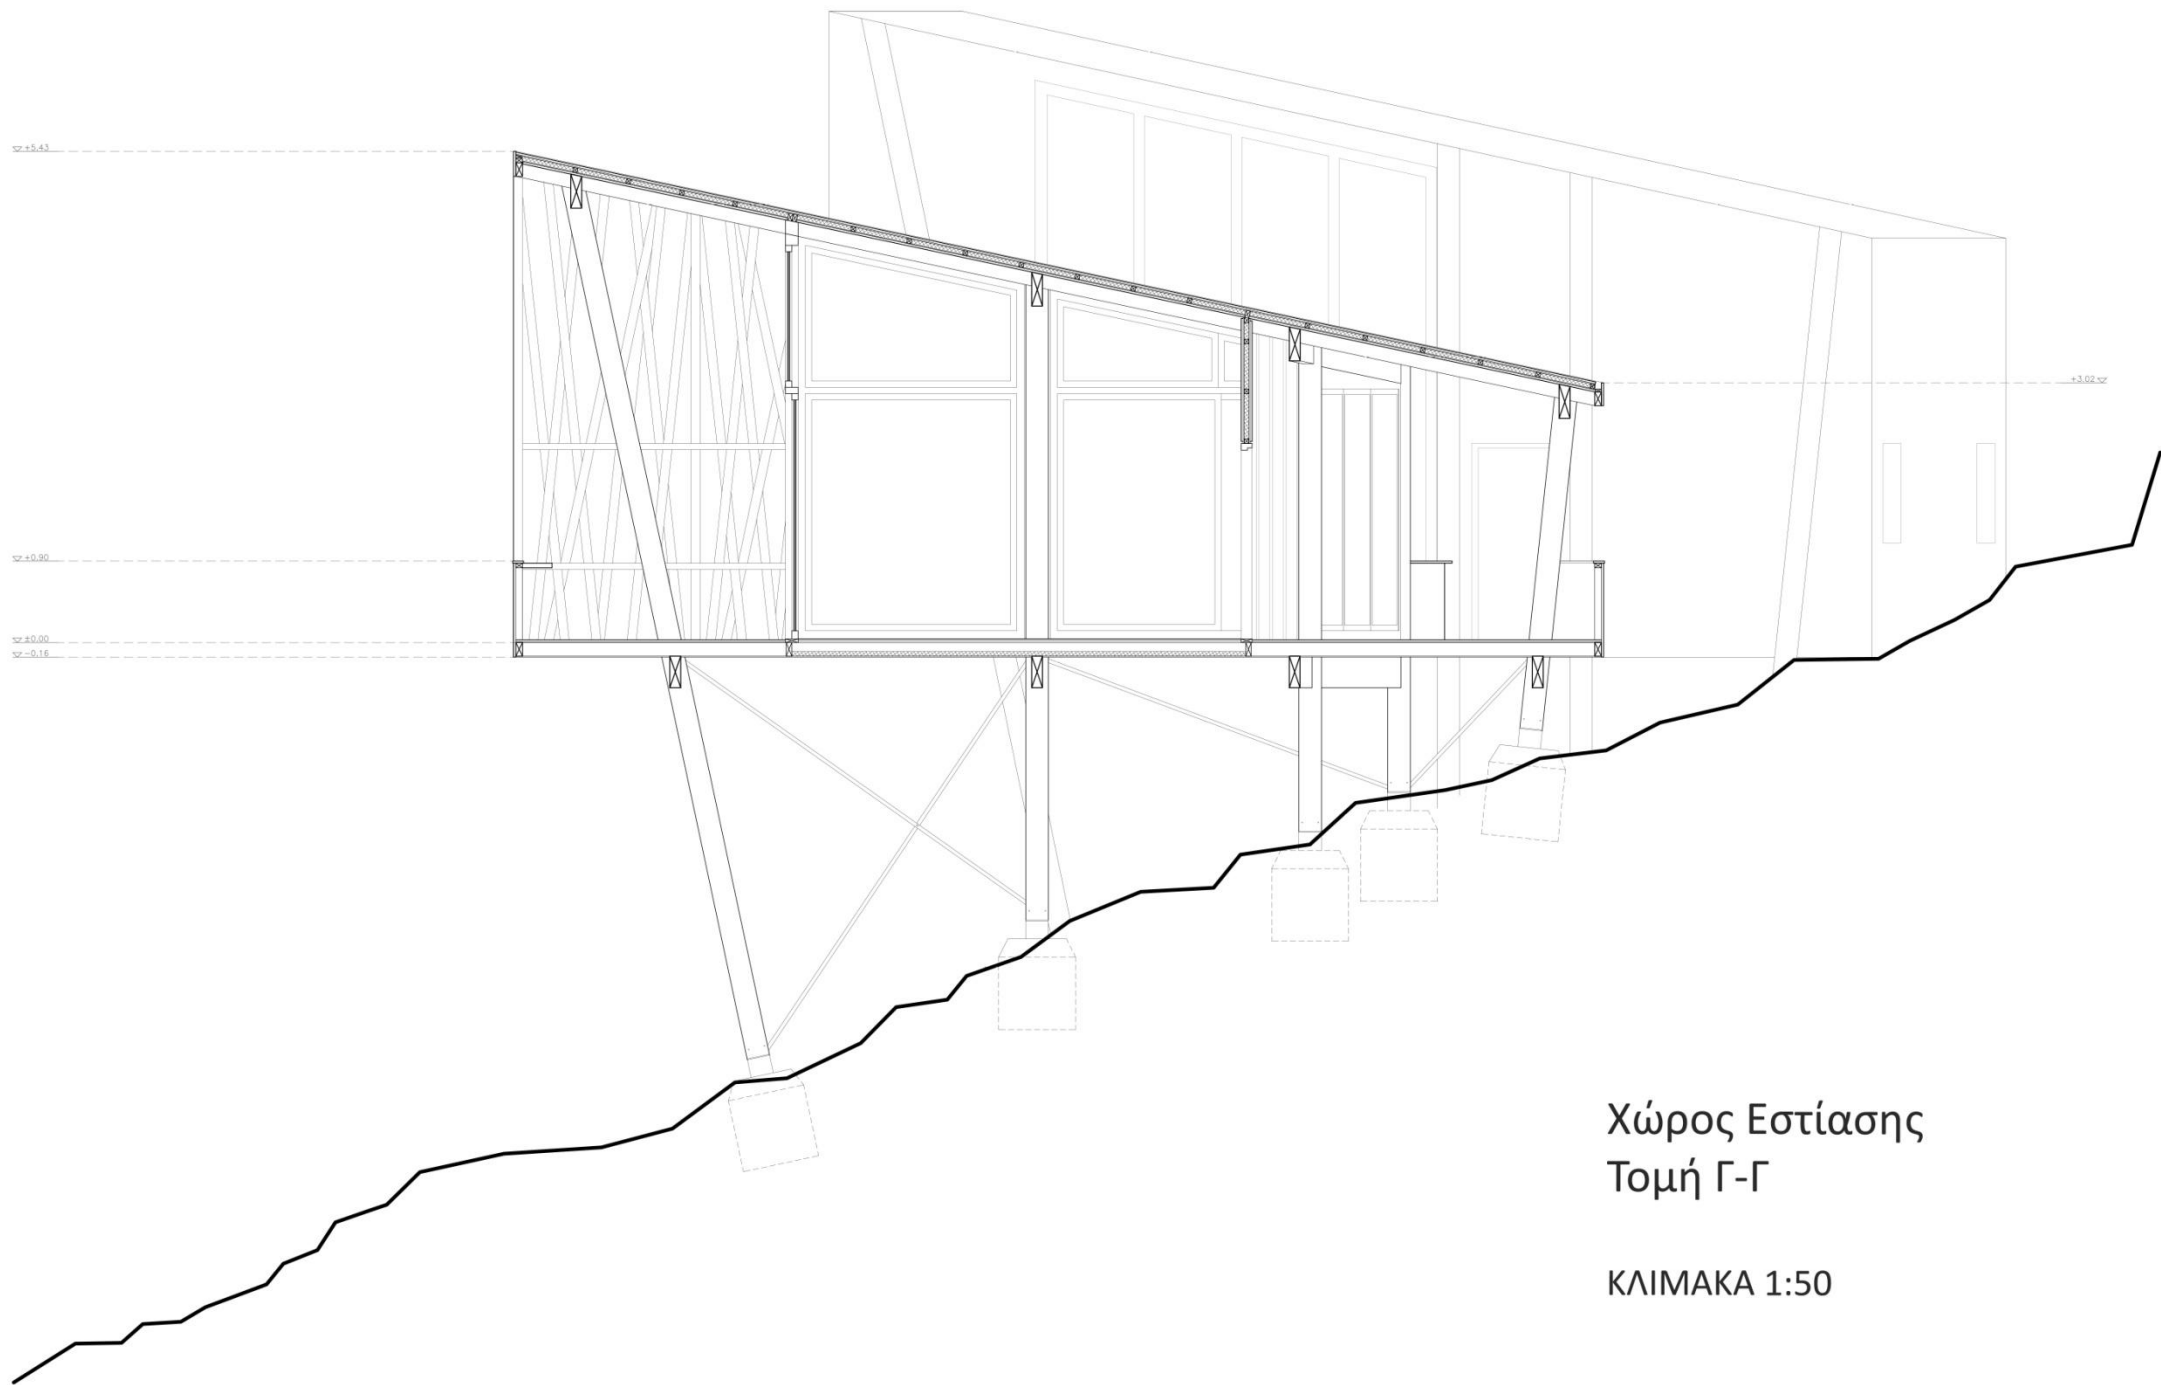 +5.43
+3.02
+0.90
±0.00
-0.16
Χώρος Εστίασης
Τομή Γ-Γ
ΚΛΙΜΑΚΑ 1:50